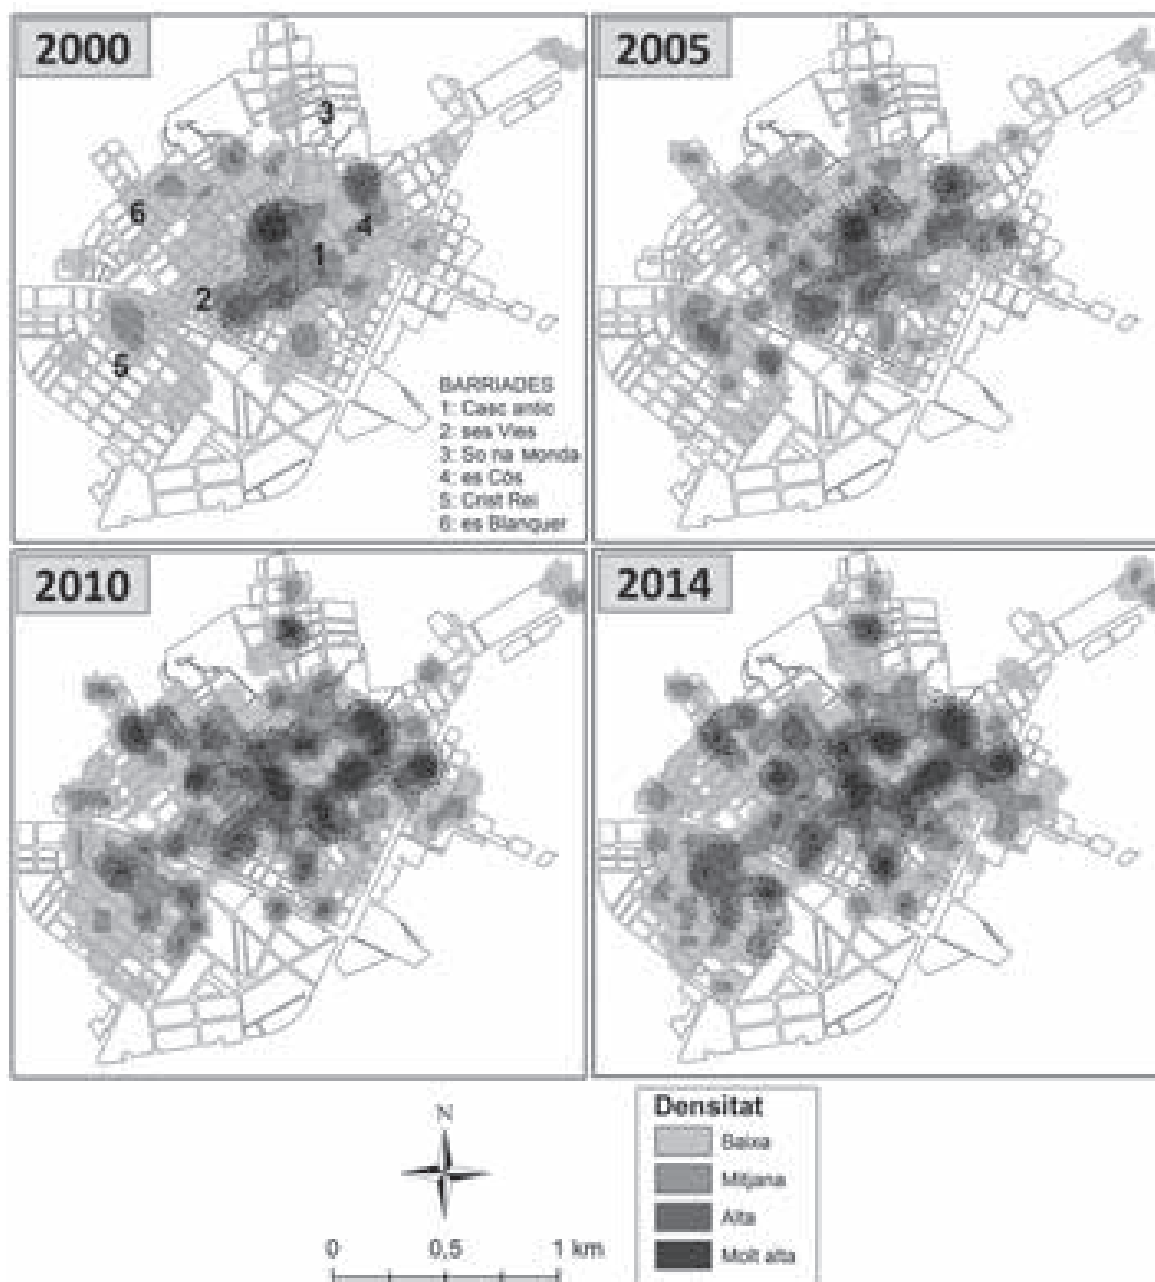 2000
2005
3
6
4
1
2
5
BARRIADES
1: Casc antic
2: ses Vies
3: So na Monda
4: es Cós
5: Crist Rei
6: es Blanquer
2010
2014
N
0 0,5 1 km
Densitat
Baixa
Mitjana
Alta
Molt alta